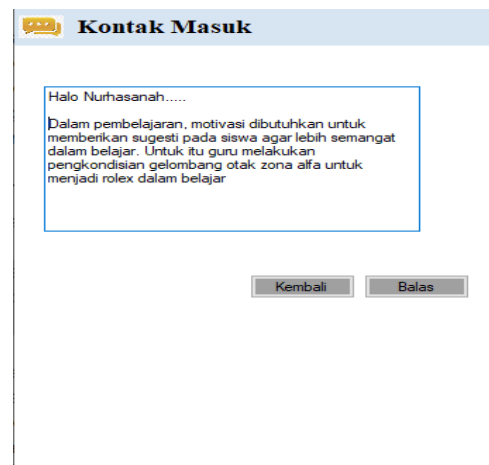 Kontak Masuk
Halo Nurhasanah.....
Dalam pembelajaran, motivasi dibutuhkan untuk
memberikan sugesti pada siswa agar lebih semangat
dalam belajar. Untuk itu guru melakukan
pengkondisian gelombang otak zona alfa untuk
menjadi rolex dalam belajar
Kembali
Balas